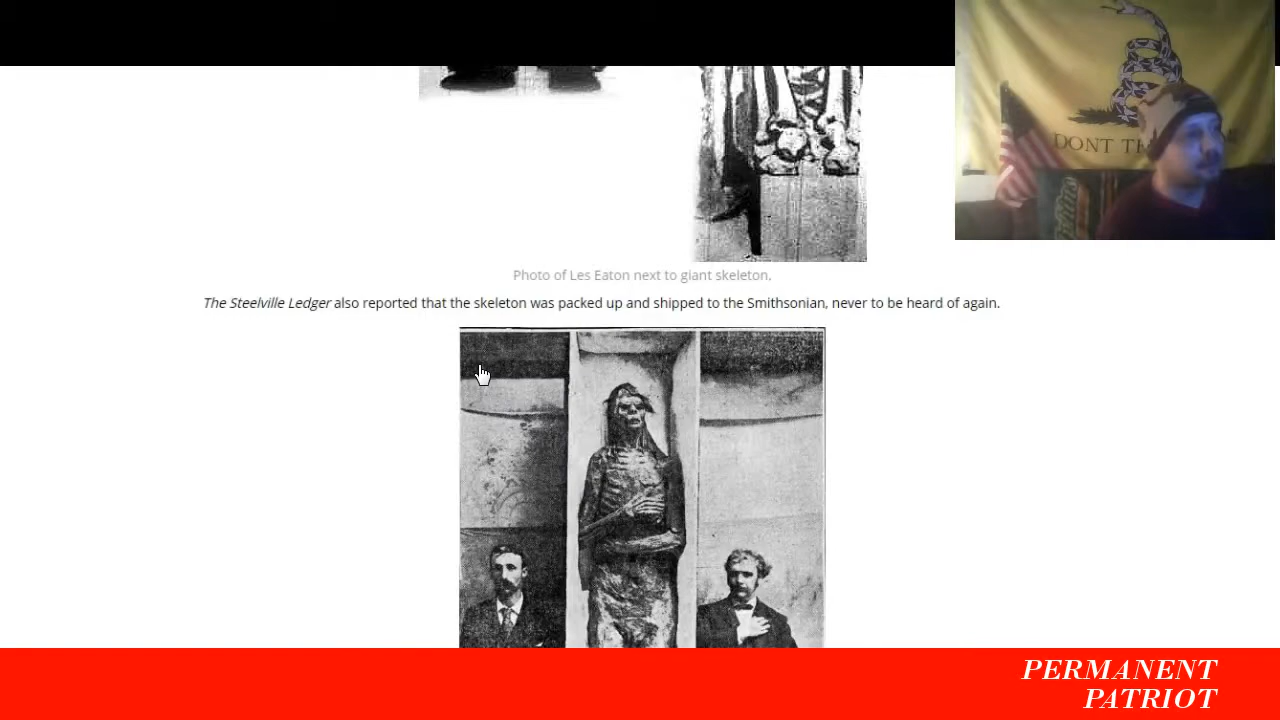 DONT
Photo of Les Eaton next to giant skeleton.
The Steelville Ledger also reported that the skeleton was packed up and shipped to the Smithsonian, never to be heard of again.
PERMANENT
PATRIOT